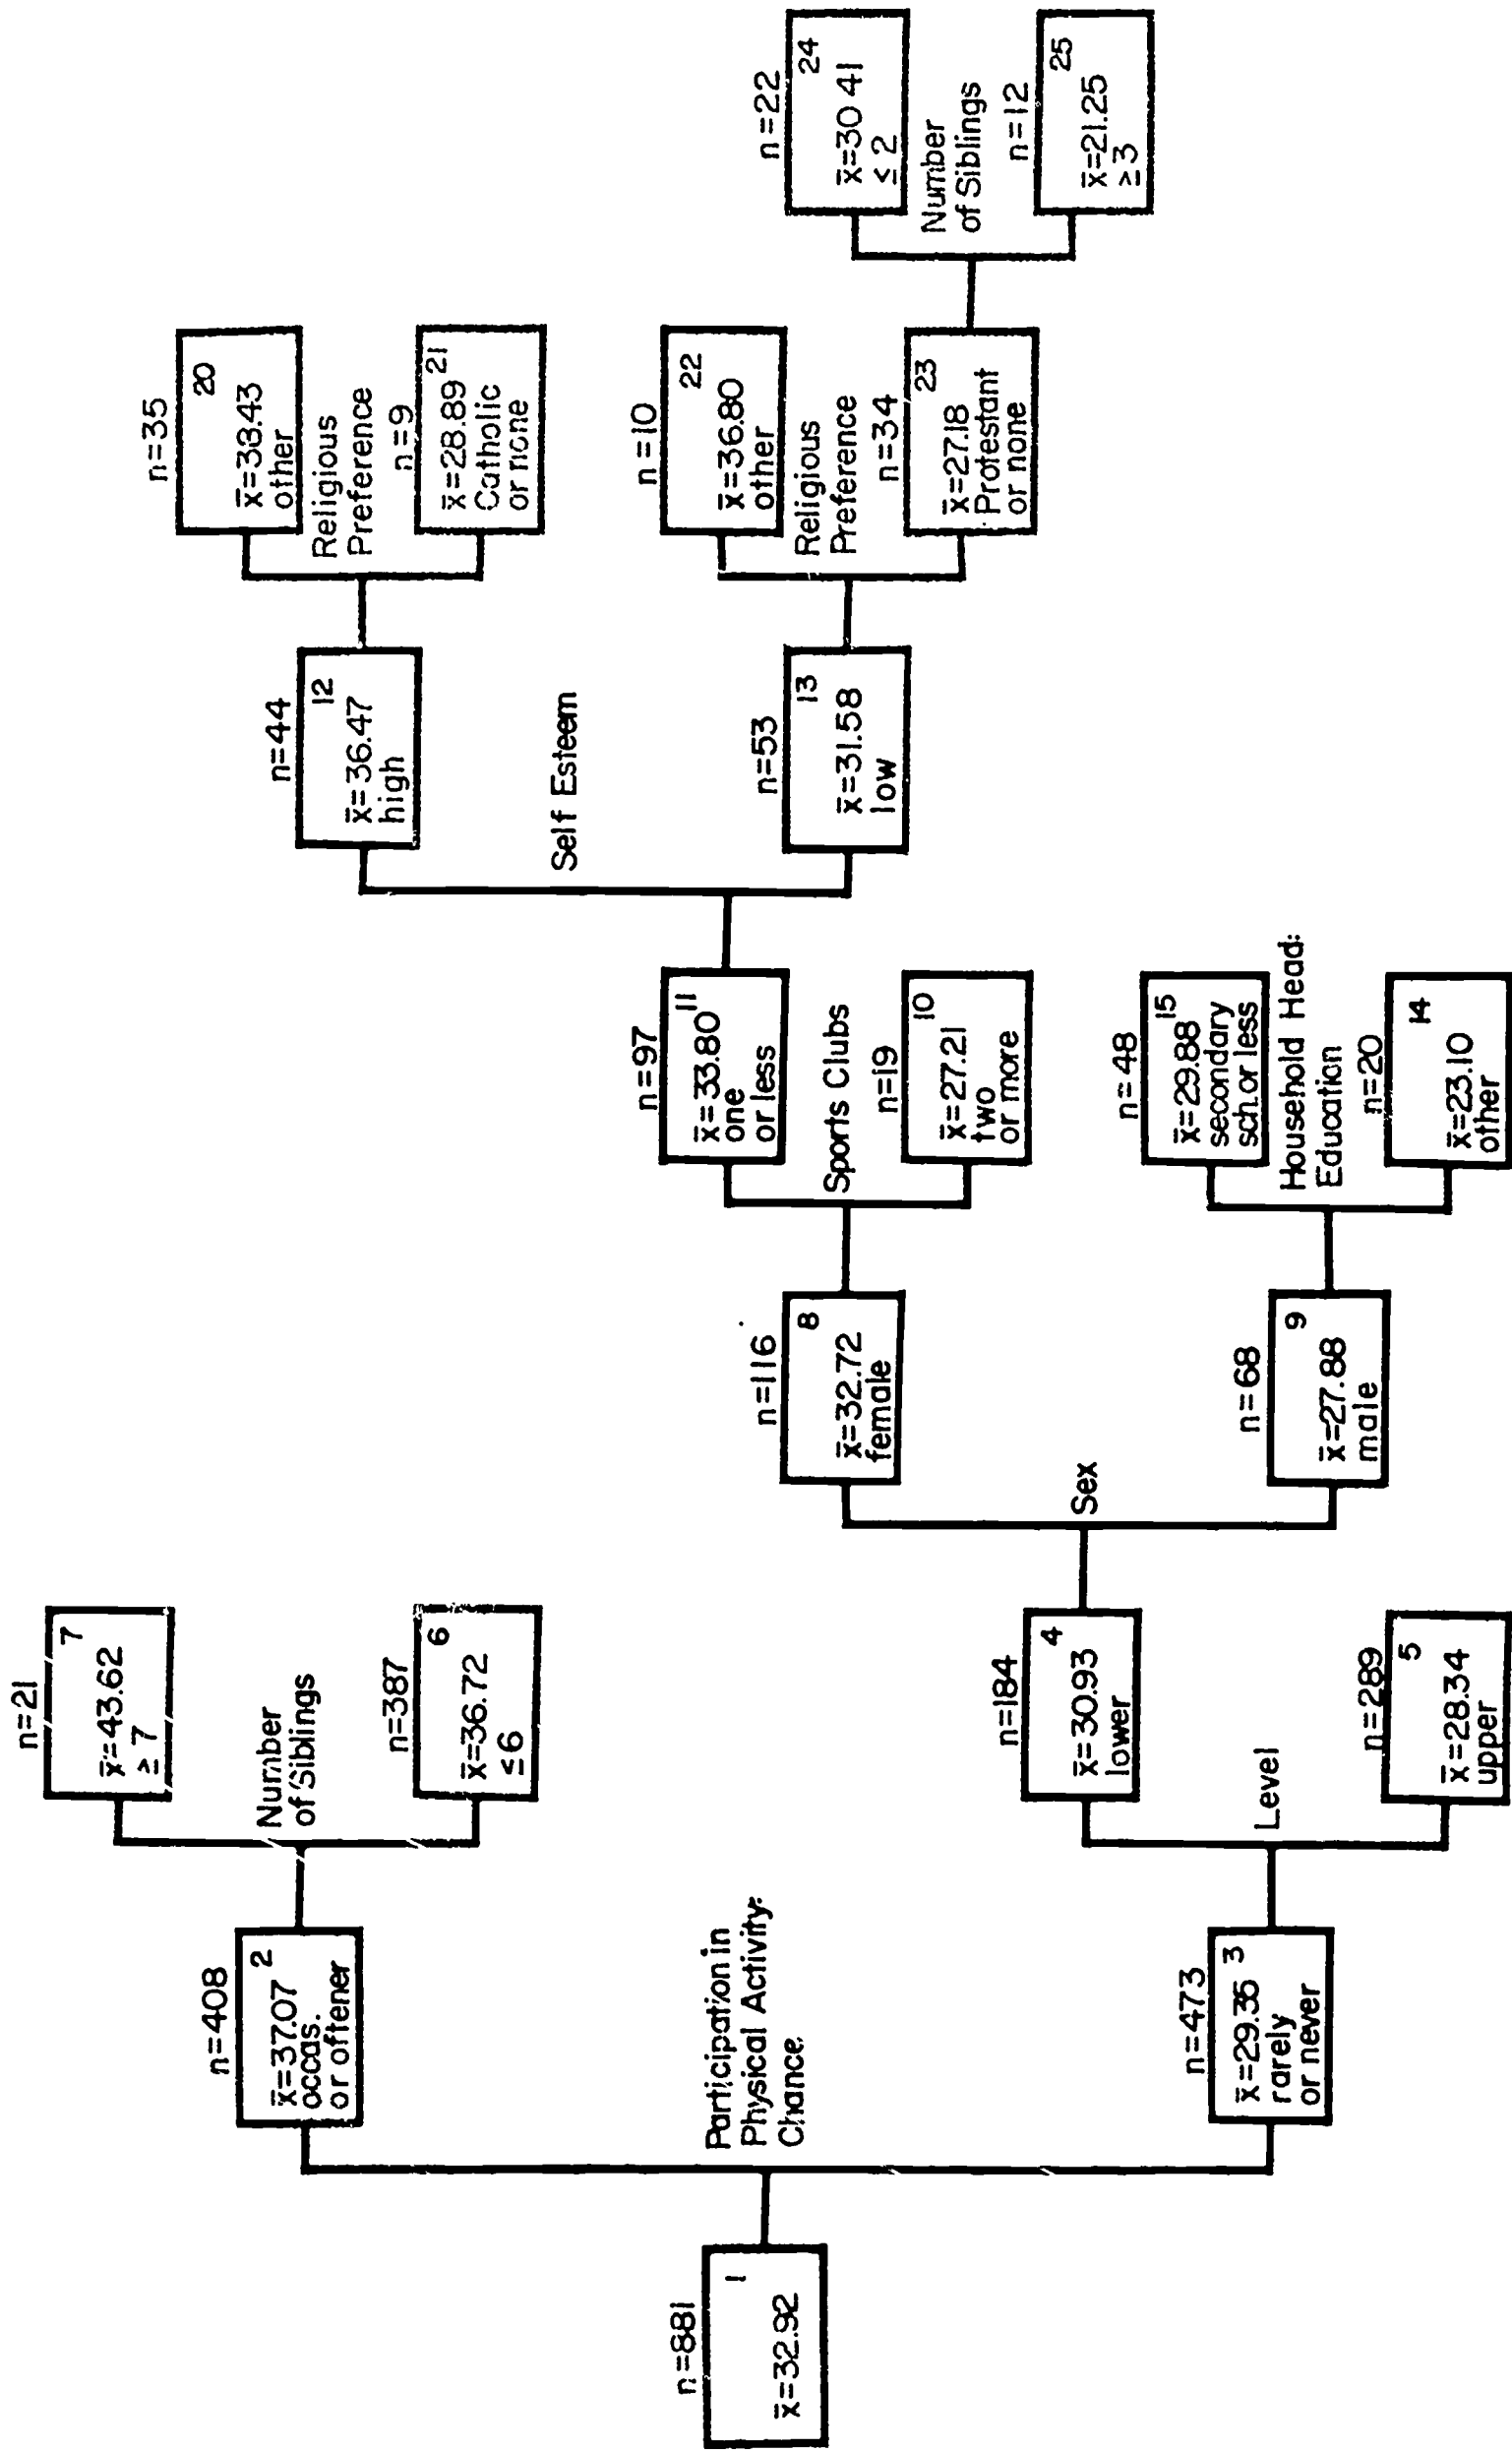 n=881
1
x̄=32.92
Participation in
Physical Activity:
Chance
n=408
2
x̄=37.07
occas.
or oftener
n=473
x̄=29.35 3
rarely
or never
Number
of Siblings
n=21
7
x̄=43.62
≥7
n=387
6
x̄=36.72
≤6
Level
n=184
4
x̄=30.93
lower
n=289
5
x̄=28.34
upper
Sex
n=116
8
x̄=32.72
female
n=68
9
x̄=27.88
male
Sports Clubs
n=97
x̄=33.80 11
one
or less
n=19
10
x̄=27.21
two
or more
Household Head:
Education
n=48
15
x̄=29.88
secondary
sch. or less
n=20
14
x̄=23.10
other
Self Esteem
n=44
12
x̄=36.47
high
n=53
13
x̄=31.58
low
Religious
Preference
n=35
20
x̄=38.43
other
n=9
x̄=28.89 21
Catholic
or none
Religious
Preference
n=10
22
x̄=36.80
other
n=34
23
x̄=27.18
Protestant
or none
Number
of Siblings
n=22
24
x̄=30 41
≤2
n=12
25
x̄=21.25
≥3